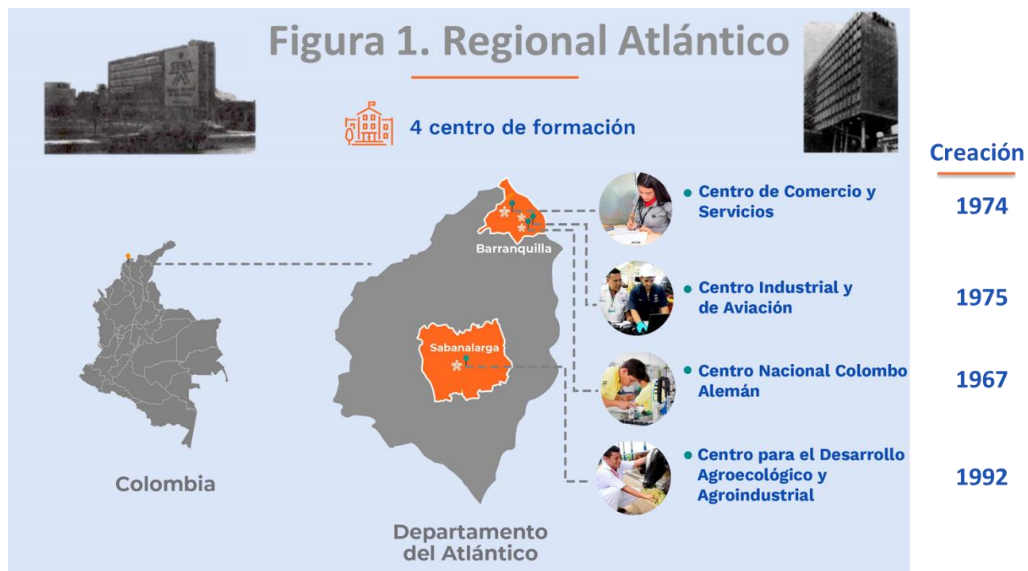 Figura 1. Regional Atlántico
SENA
4 centro de formación
Creación
Centro de Comercio y
Servicios
1974
Barranquilla
Centro Industrial y
de Aviación
1975
Sabanalarga
Centro Nacional Colombo
Alemán
1967
Centro para el Desarrollo
Agroecológico y
Agroindustrial
1992
Colombia
Departamento
del Atlántico